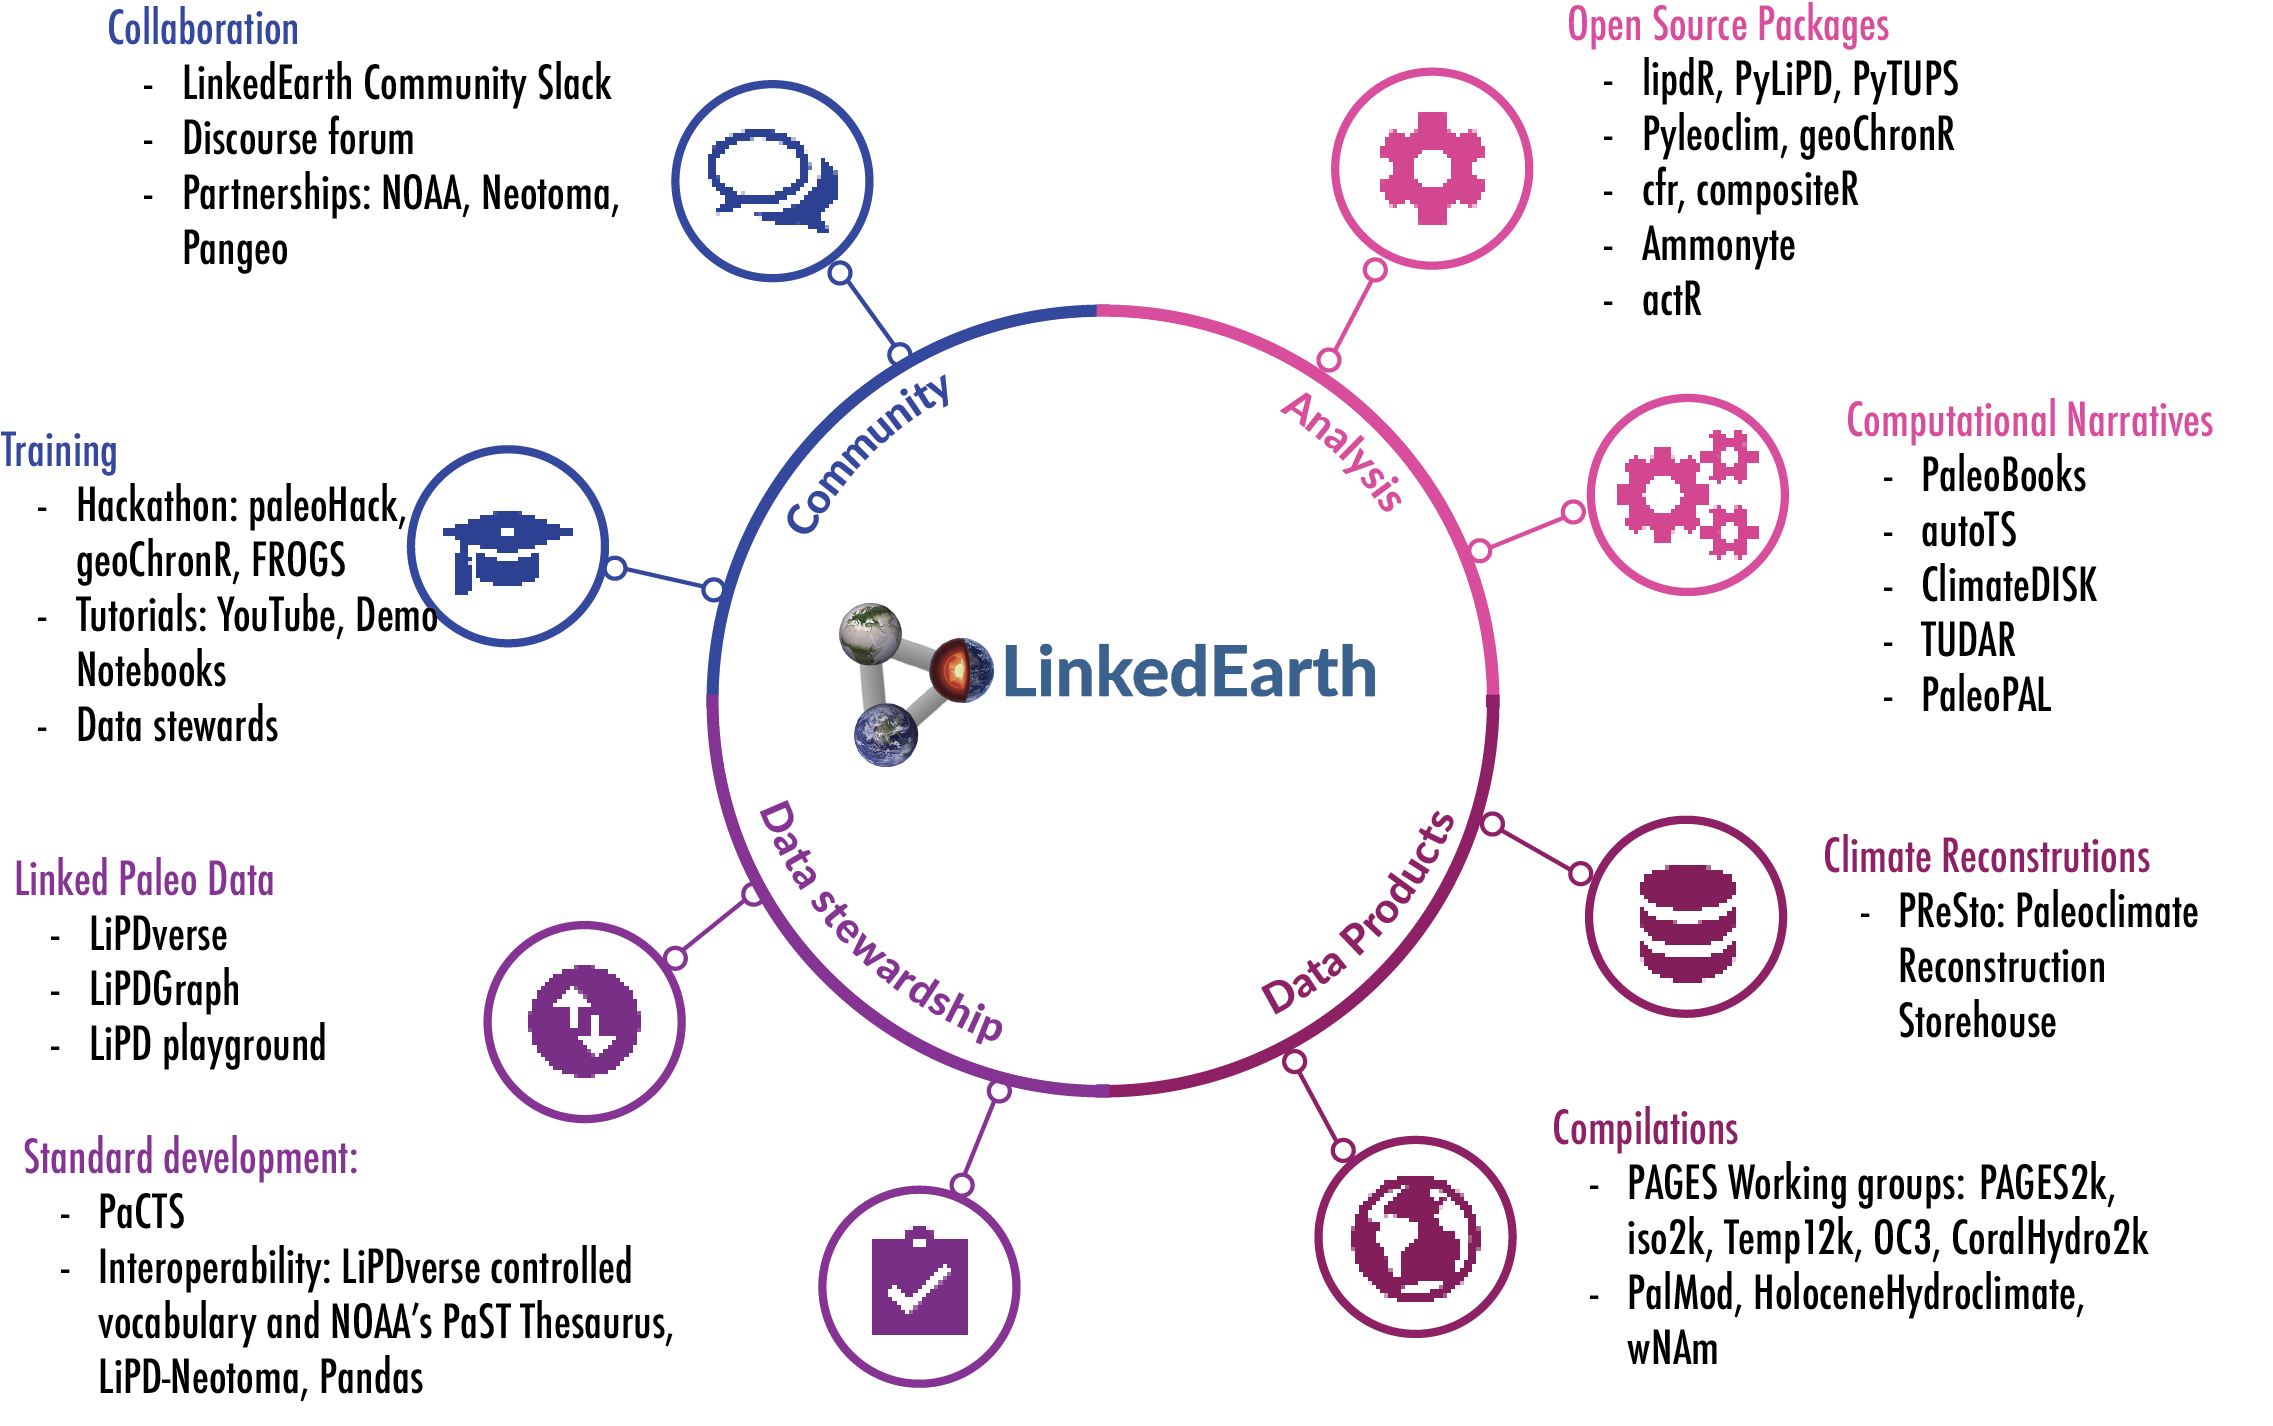 Collaboration
- LinkedEarth Community Slack
- Discourse forum
- Partnerships: NOAA, Neotoma,
Pangeo
Training
- Hackathon: paleoHack,
geoChronR, FROGS
- Tutorials: YouTube, Demo
Notebooks
- Data stewards
Linked Paleo Data
- LiPDverse
- LiPDGraph
- LiPD playground
Standard development:
- PaCTS
- Interoperability: LiPDverse controlled
vocabulary and NOAA’s PaST Thesaurus,
LiPD-Neotoma, Pandas
Community
Analysis
LinkedEarth
Data stewardship
Data Products
Open Source Packages
- lipdR, PyLiPD, PyTUPS
- Pyleoclim, geoChronR
- cfr, compositeR
- Ammonyte
- actR
Computational Narratives
- PaleoBooks
- autoTS
- ClimateDISK
- TUDAR
- PaleoPAL
Climate Reconstrutions
- PReSto: Paleoclimate
Reconstruction
Storehouse
Compilations
- PAGES Working groups: PAGES2k,
iso2k, Temp12k, OC3, CoralHydro2k
- PalMod, HoloceneHydroclimate,
wNAm